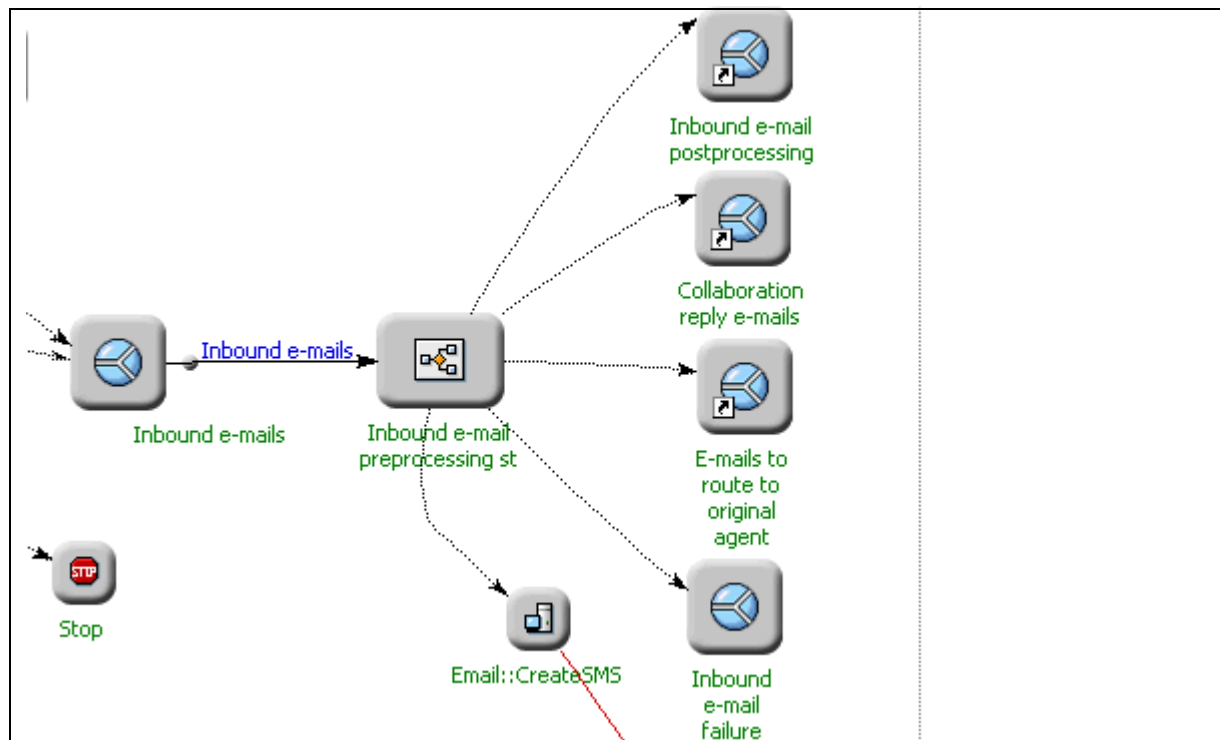 Inbound e-mail
postprocessing
Collaboration
reply e-mails
Inbound e-mails
Inbound e-mails
Inbound e-mail
preprocessing st
E-mails to
route to
original
agent
STOP
Stop
Email::CreateSMS
Inbound
e-mail
failure